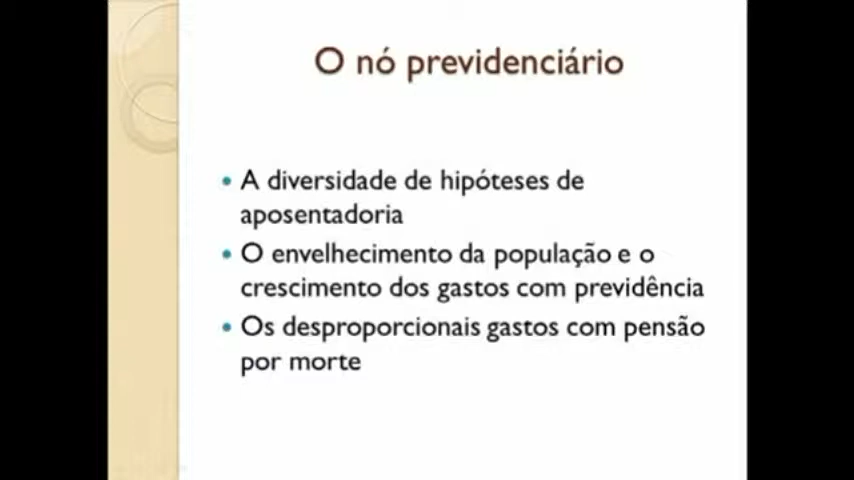 O nó previdenciário
• A diversidade de hipóteses de
aposentadoria
• O envelhecimento da população e o
crescimento dos gastos com previdência
• Os desproporcionais gastos com pensão
por morte